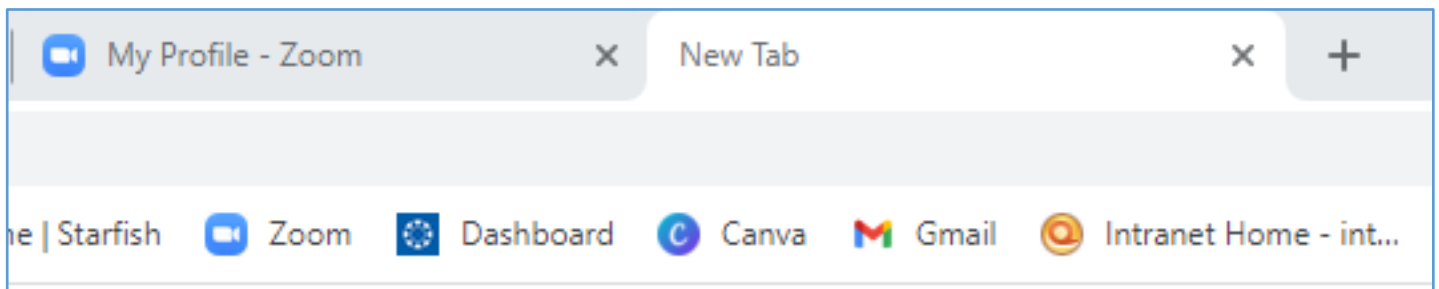 My Profile - Zoom New Tab
ne | Starfish Zoom Dashboard Canva Gmail Intranet Home - int...